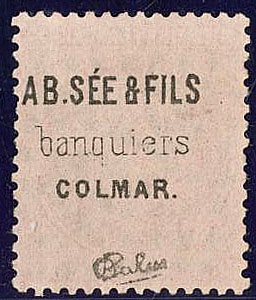 AB.SÉE & FILS
banquiers
COLMAR.